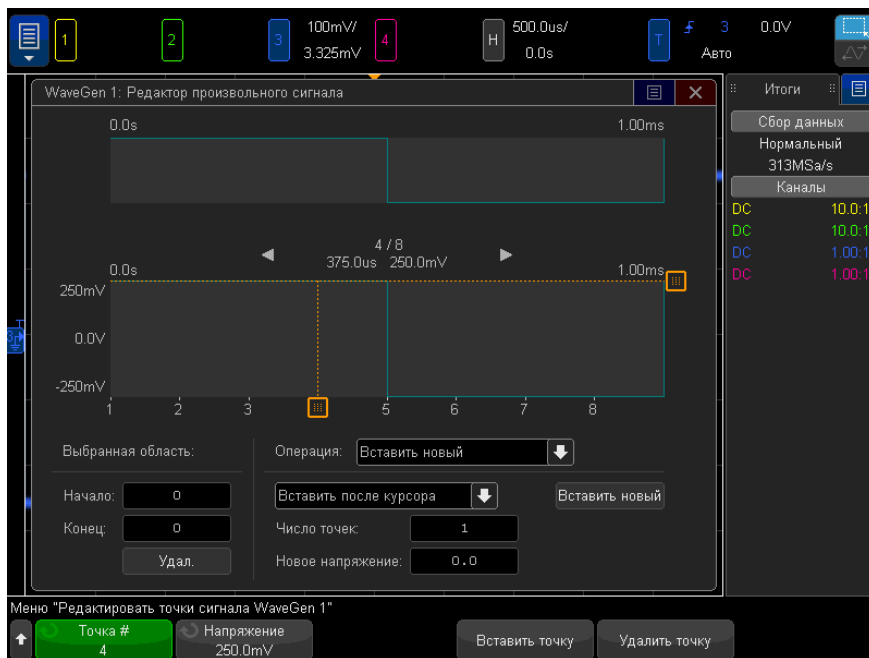 1 2 3 100mV/ 3.325mV 4 H 500.0us/ 0.0s T 3 0.0V Авто
WaveGen 1: Редактор произвольного сигнала
0.0s 1.00ms
4 / 8
375.0us 250.0mV
0.0s 1.00ms
250mV
0.0V
-250mV
1 2 3 5 6 7 8
Выбранная область:
Операция: Вставить новый
Начало: 0
Вставить после курсора
Вставить новый
Конец: 0
Число точек: 1
Удал.
Новое напряжение: 0.0
Итоги
Сбор данных
Нормальный
313MSa/s
Каналы
DC 10.0:1
DC 10.0:1
DC 1.00:1
DC 1.00:1
Меню "Редактировать точки сигнала WaveGen 1"
Точка #
4
Напряжение
250.0mV
Вставить точку
Удалить точку